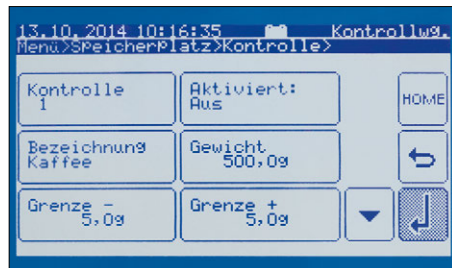 13.10.2014 10:16:35 Kontrollwg.
Menü>Speicherplatz>Kontrolle>
Kontrolle
1
Aktiviert:
Aus
HOME
Bezeichnung
Kaffee
Gewicht
500,0g
Grenze -
5,0g
Grenze +
5,0g